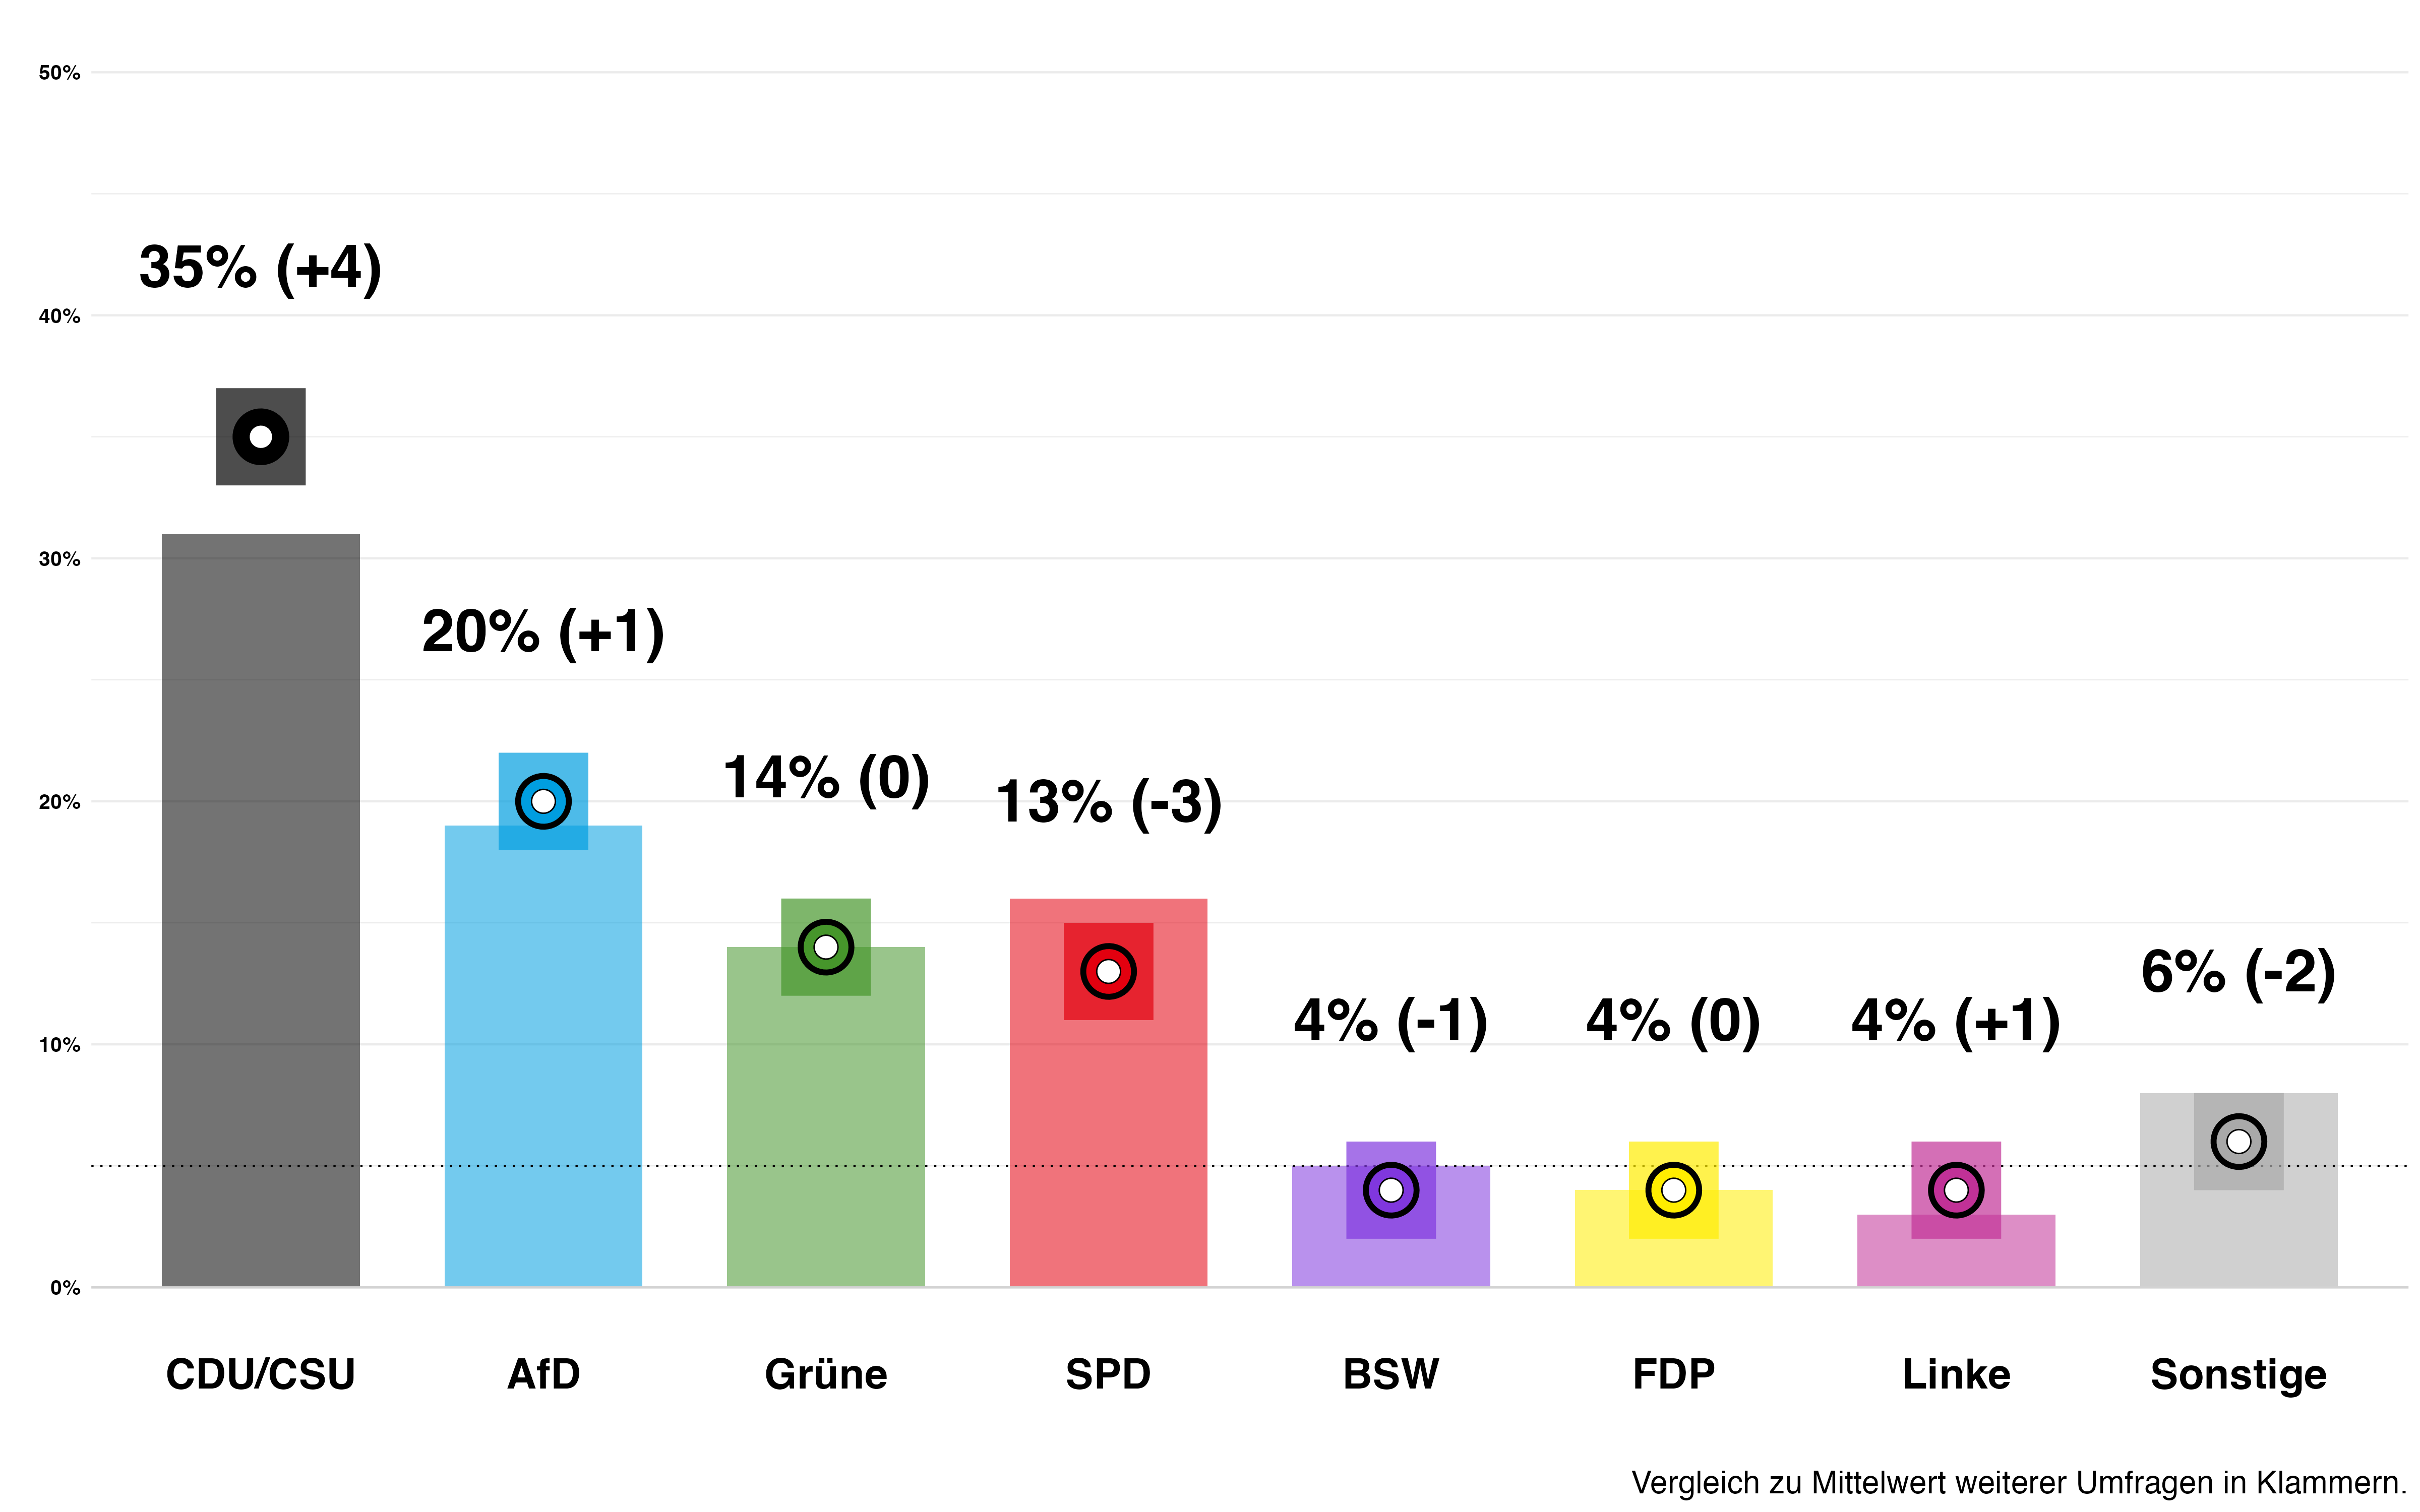 50%
35% (+4)
40%
30%
20% (+1)
14% (0)
13% (-3)
20%
6% (-2)
4% (-1)
4% (0)
4% (+1)
10%
0%
CDU/CSU
AfD
Grüne
SPD
BSW
FDP
Linke
Sonstige
Vergleich zu Mittelwert weiterer Umfragen in Klammern.